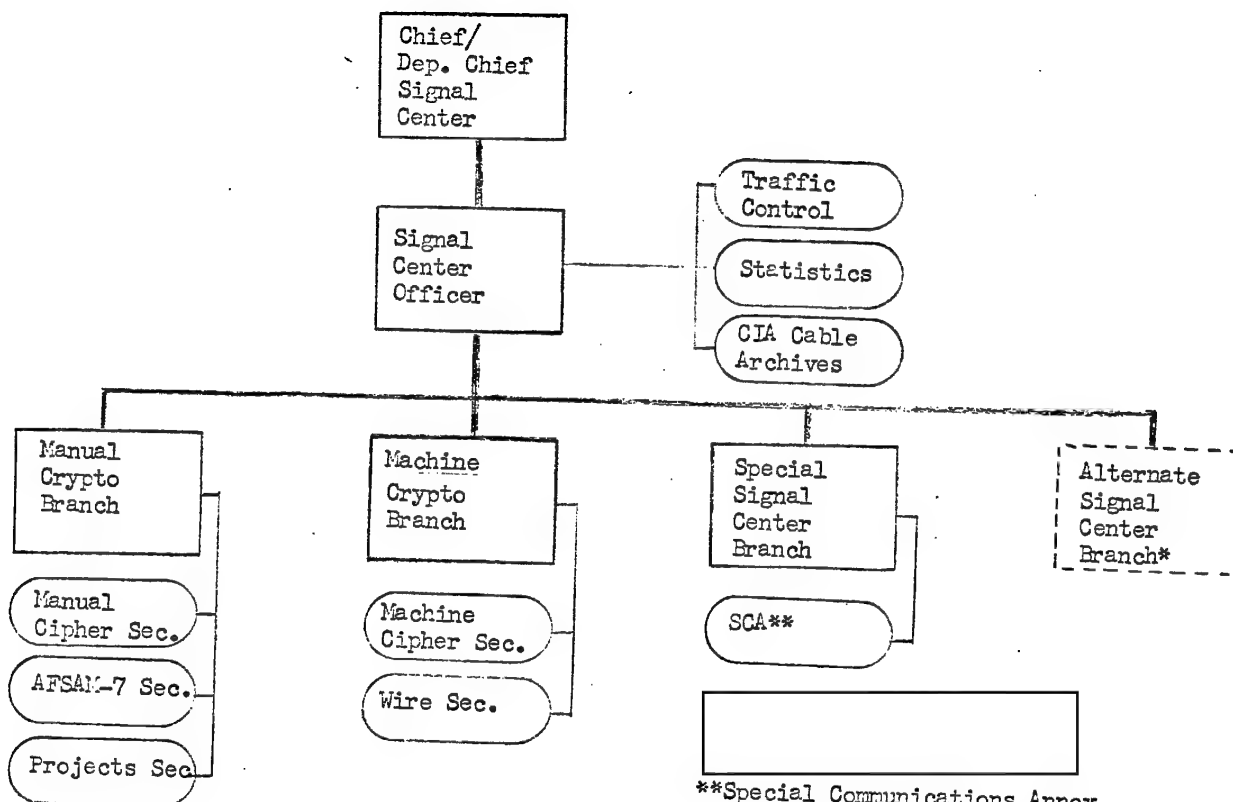 Chief/
Dep. Chief
Signal
Center
Signal
Center
Officer
Traffic
Control
Statistics
CIA Cable
Archives
Manual
Crypto
Branch
Manual
Cipher Sec.
AFSAM-7 Sec.
Projects Sec
Machine
Crypto
Branch
Machine
Cipher Sec.
Wire Sec.
Special
Signal
Center
Branch
SCA**
Alternate
Signal
Center
Branch*
**Special Communications Annex